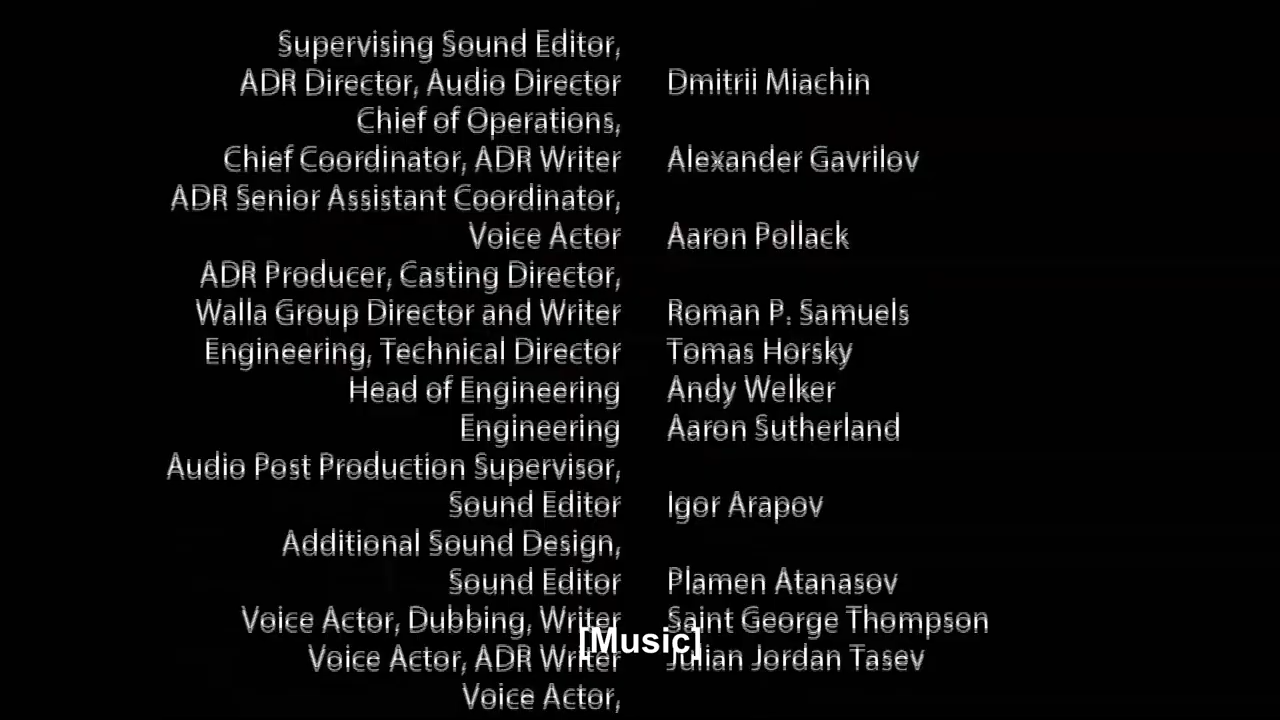 Supervising Sound Editor,
ADR Director, Audio Director Dmitrii Miachin
Chief of Operations,
Chief Coordinator, ADR Writer Alexander Gavrilov
ADR Senior Assistant Coordinator,
Voice Actor Aaron Pollack
ADR Producer, Casting Director,
Walla Group Director and Writer Roman P. Samuels
Engineering, Technical Director Tomas Horsky
Head of Engineering Andy Welker
Engineering Aaron Sutherland
Audio Post Production Supervisor,
Sound Editor Igor Arapov
Additional Sound Design,
Sound Editor Plamen Atanasov
Voice Actor, Dubbing, Writer Saint George Thompson
[Music]
Voice Actor, ADR Writer Julian Jordan Tasev
Voice Actor,